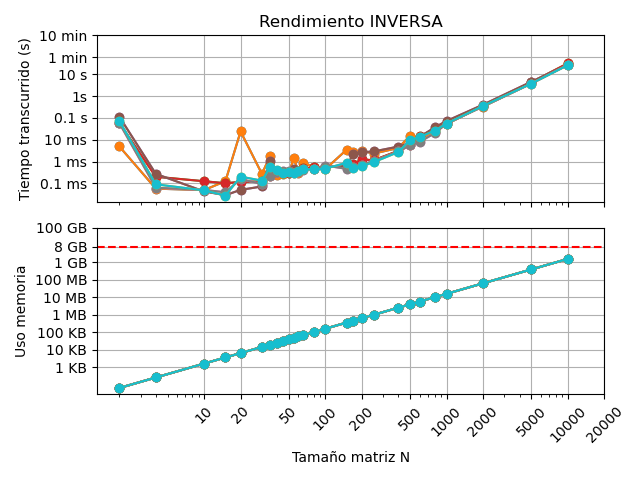 Rendimiento INVERSA
Tiempo transcurrido (s)
10 min
1 min
10 s
1s
0.1 s
10 ms
1 ms
0.1 ms
Uso memoria
100 GB
8 GB
1 GB
100 MB
10 MB
1 MB
100 KB
10 KB
1 KB
10
20
50
100
200
500
1000
2000
5000
10000
20000
Tamaño matriz N